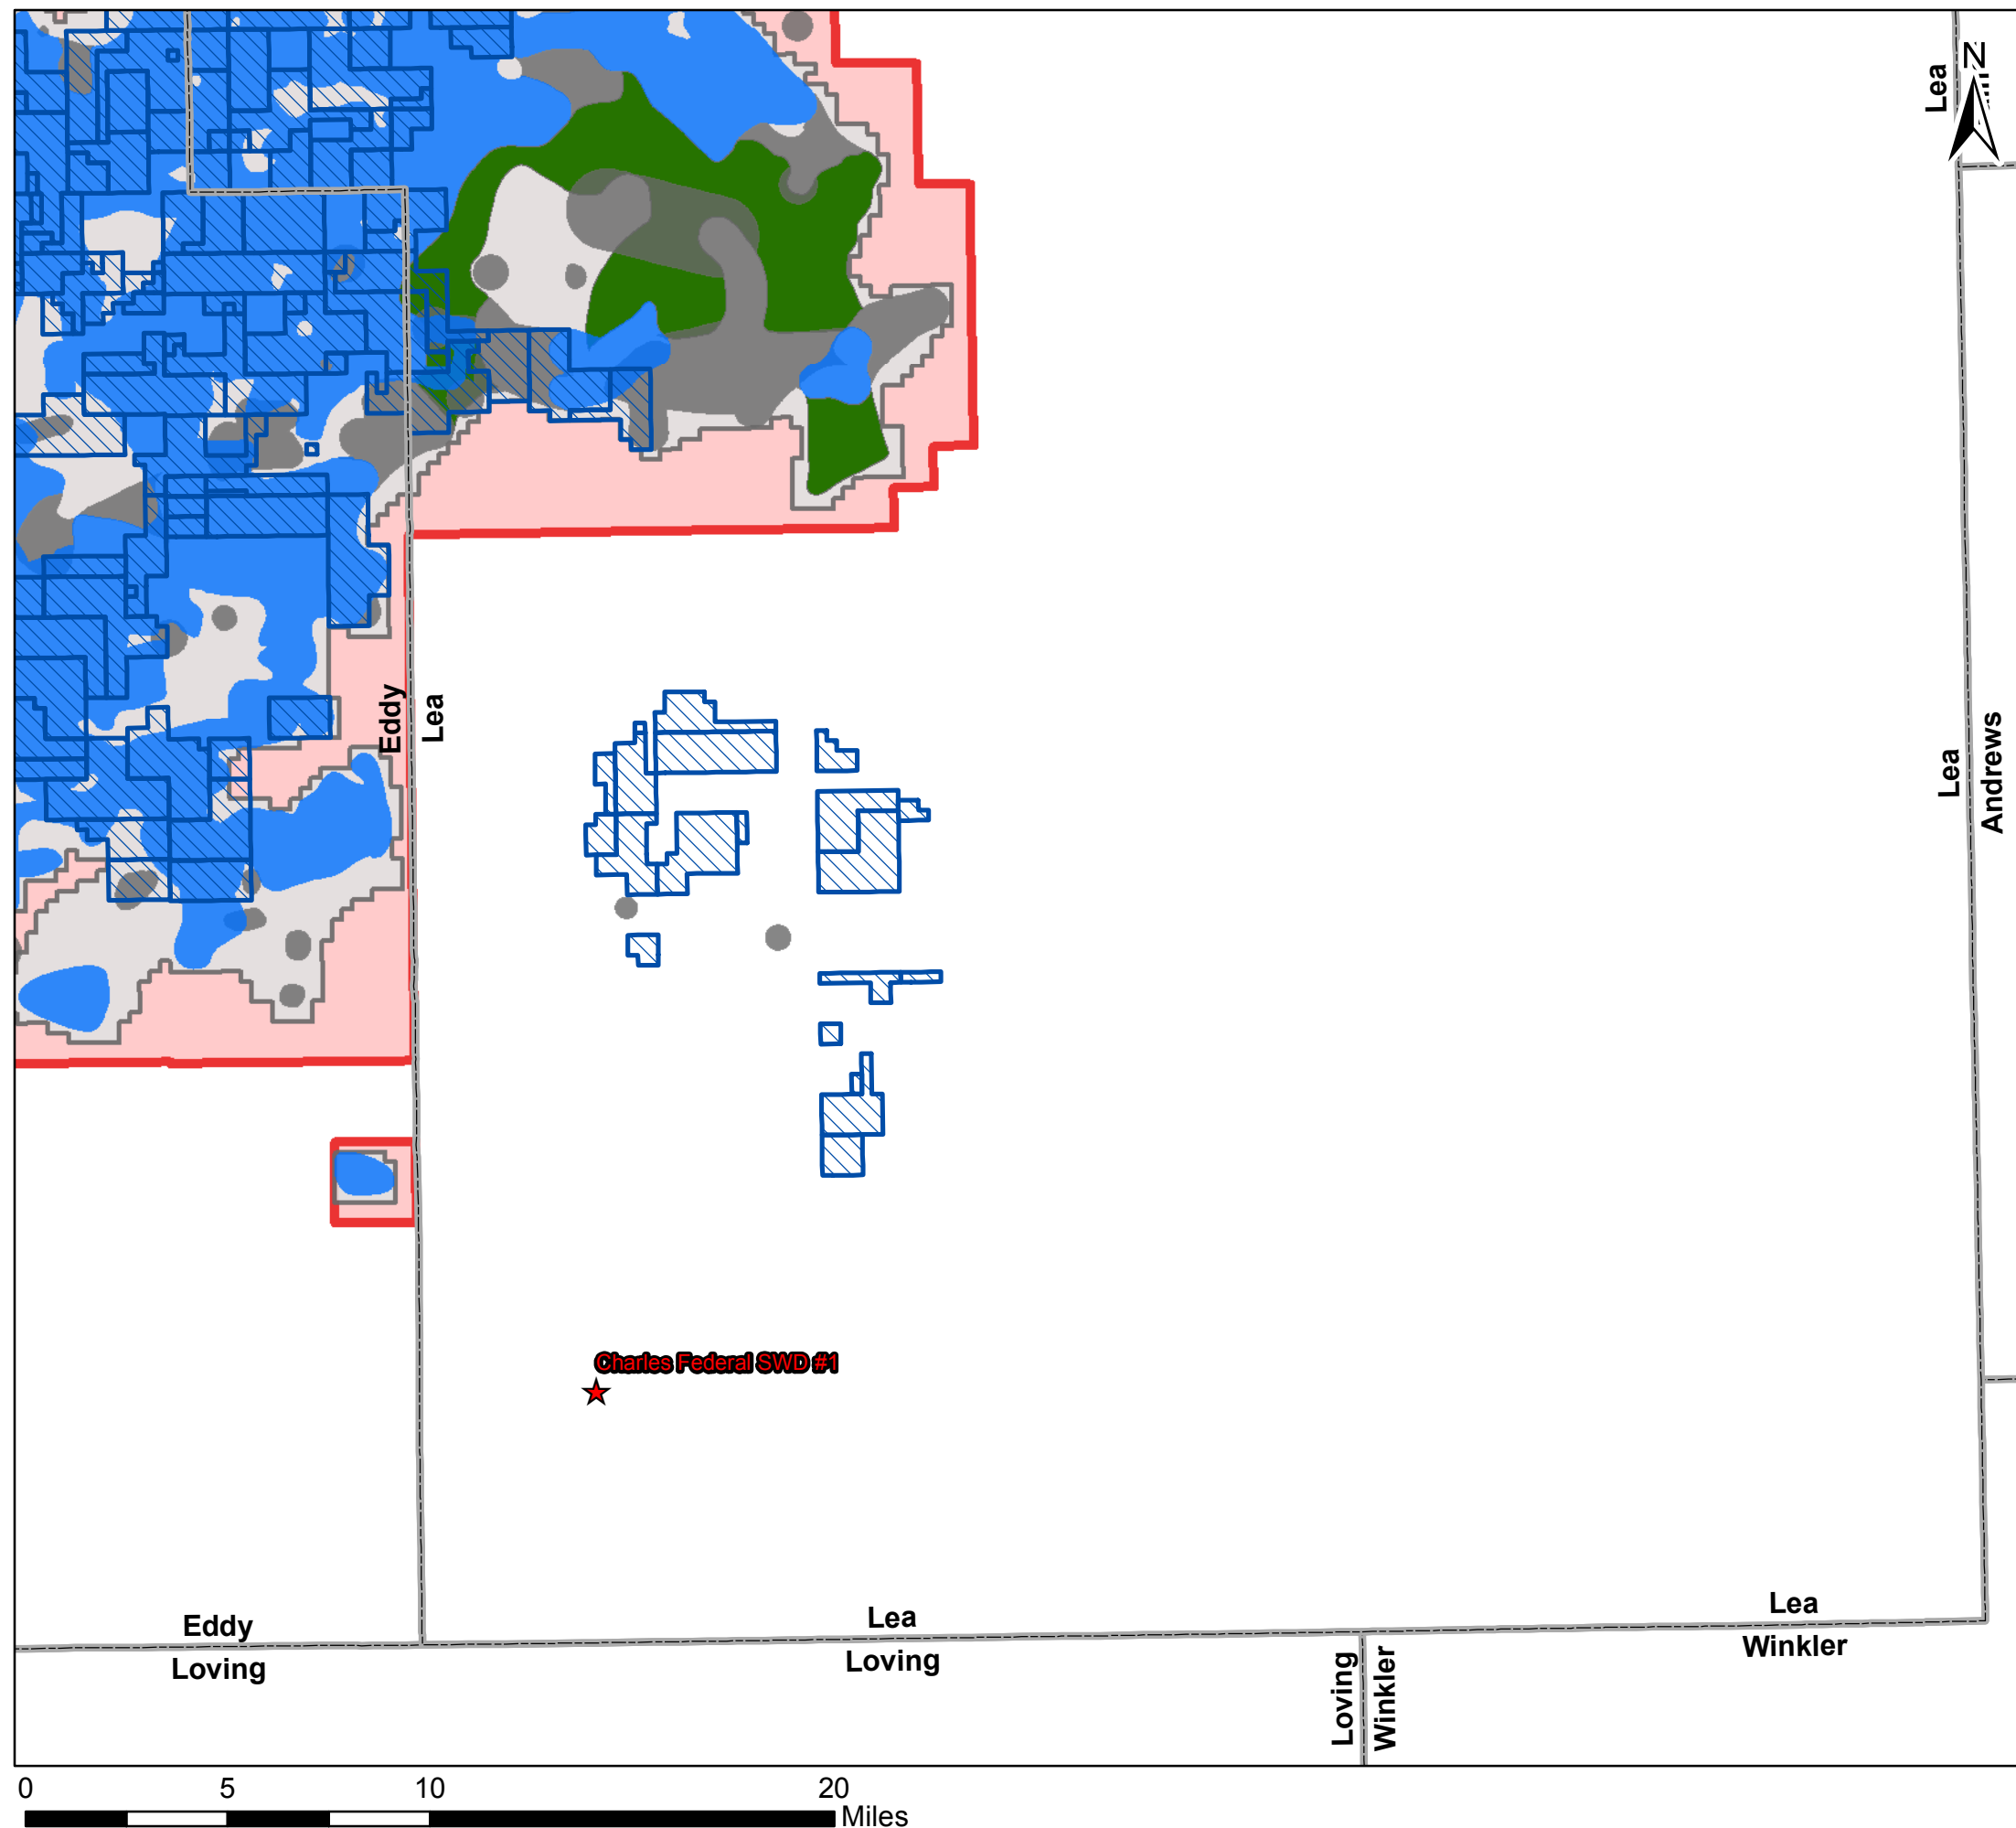 Lea
N
Eddy
Lea
Lea
Andrews
Charles Federal SWD #1
Eddy
Loving
Lea
Loving
Lea
Winkler
Loving
Winkler
0 5 10 20
Miles